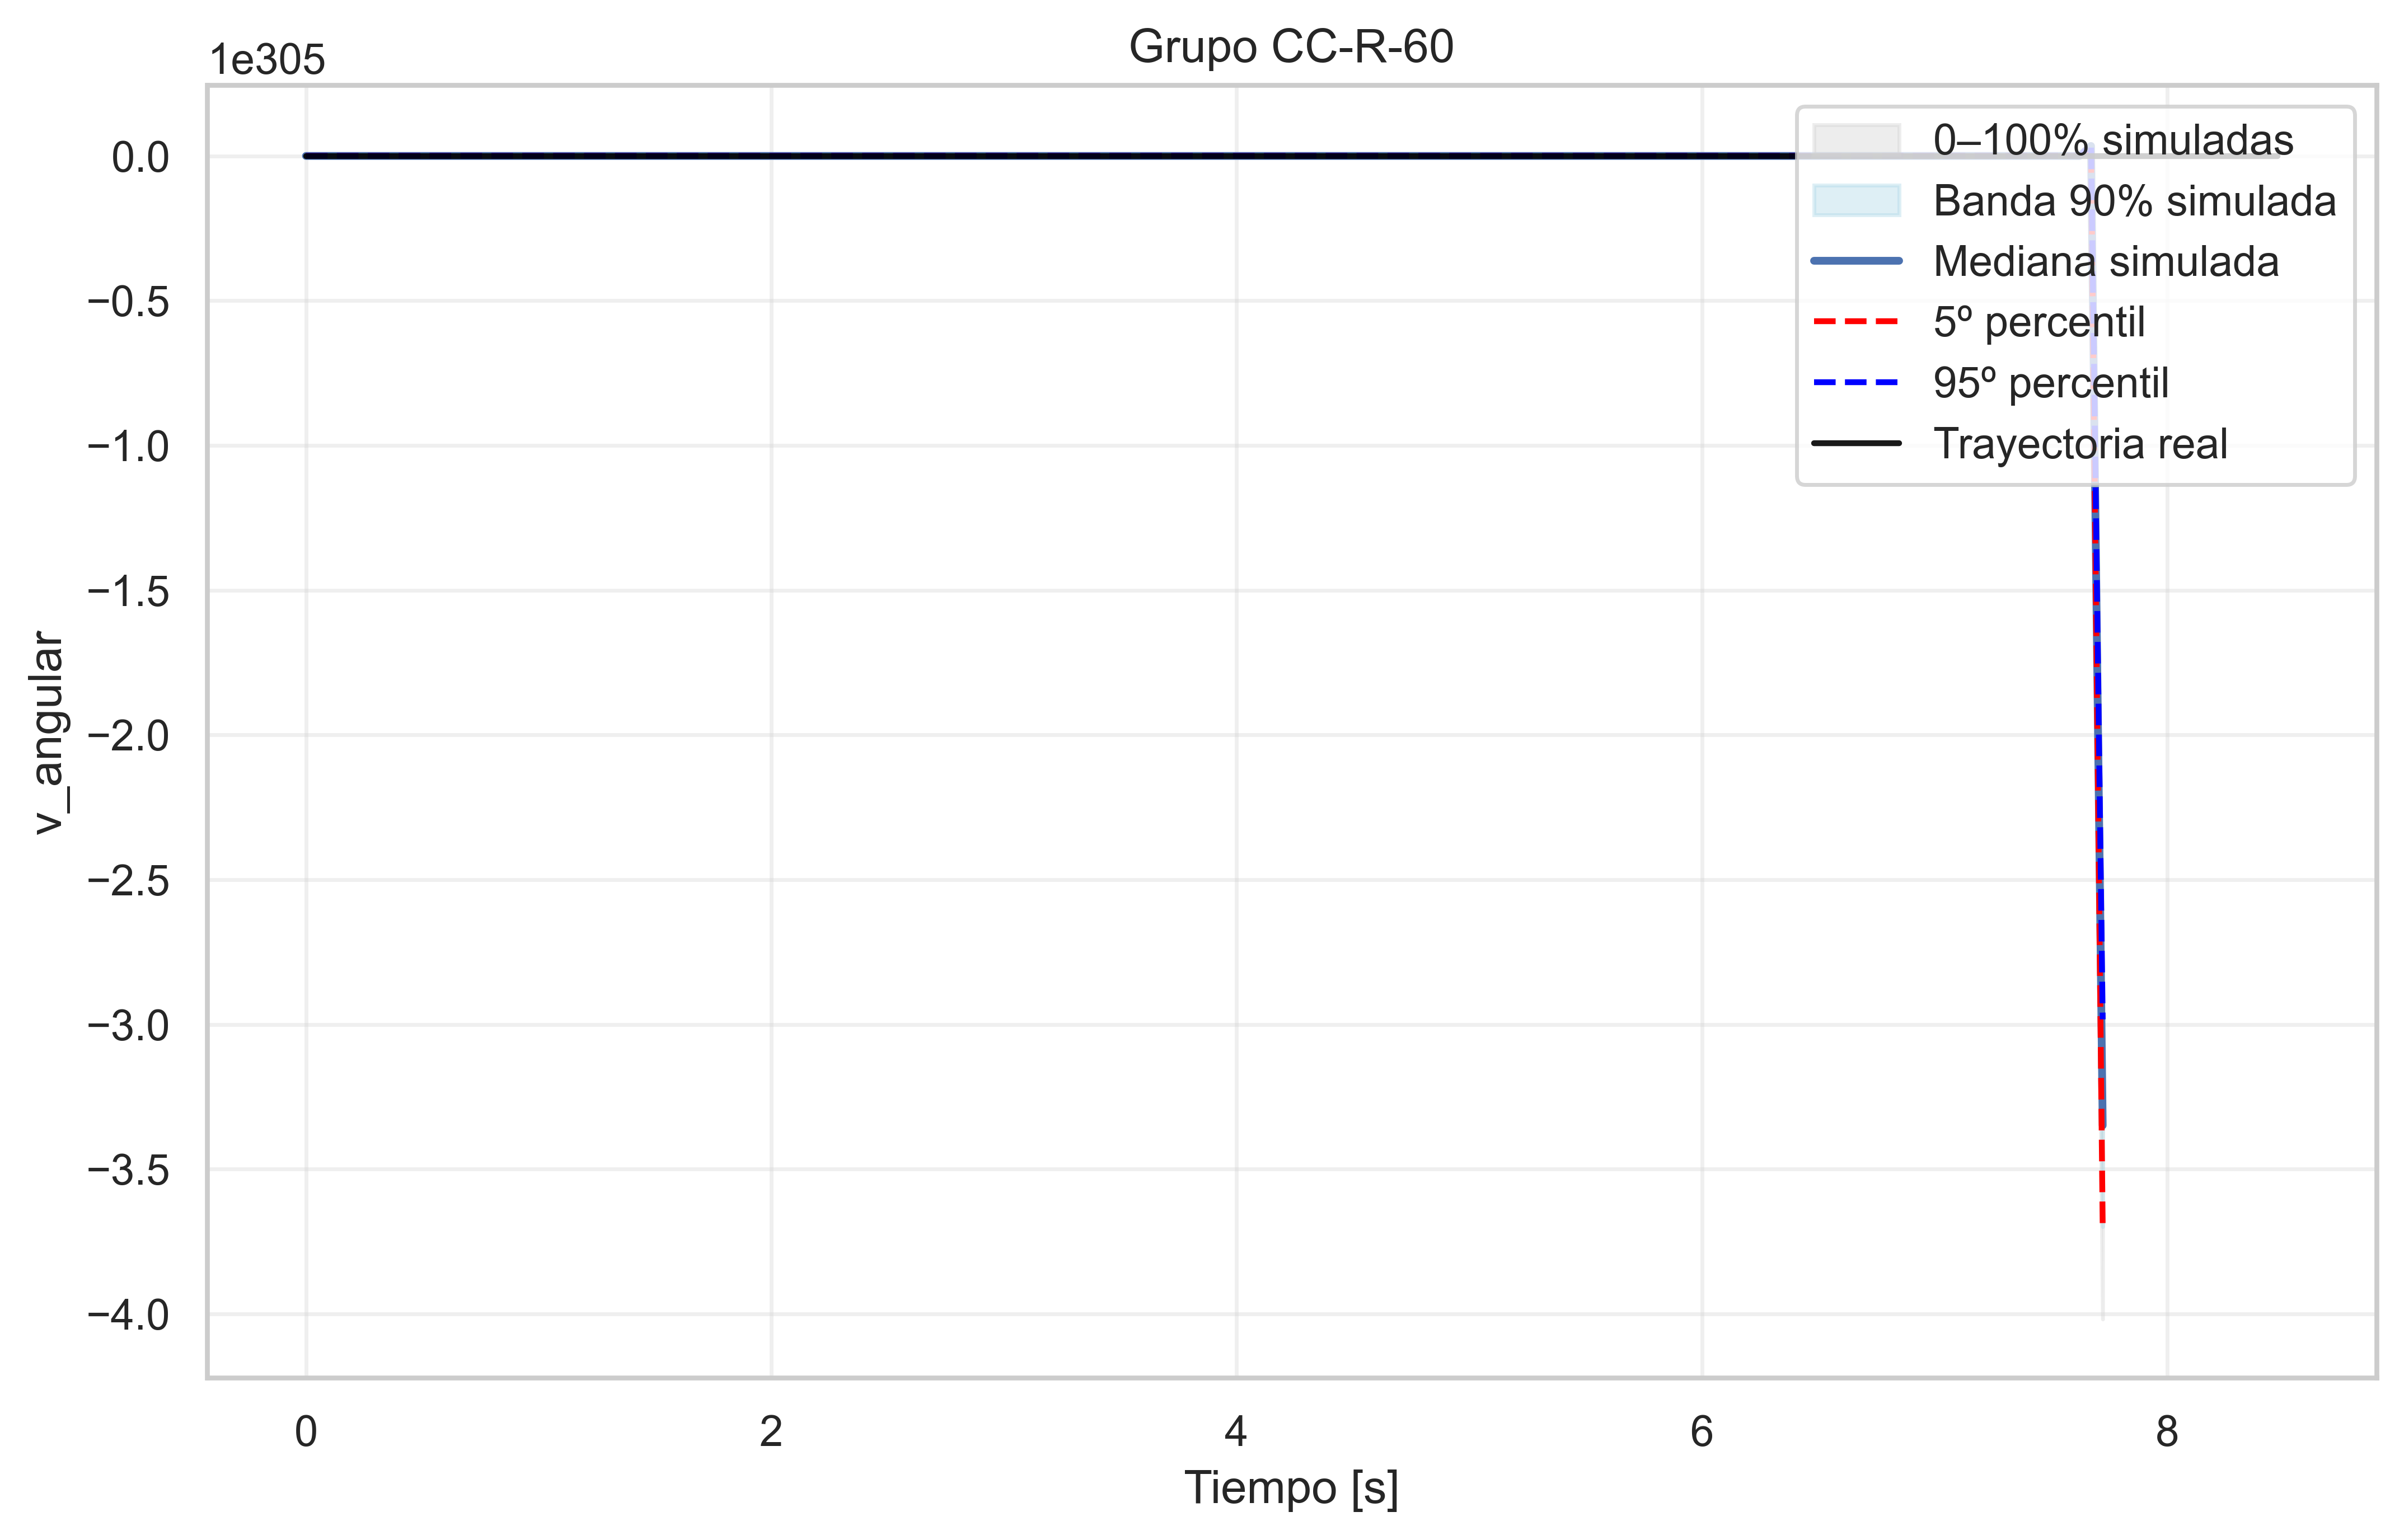 Grupo CC-R-60
1e305
0.0
−0.5
−1.0
−1.5
−2.0
−2.5
−3.0
−3.5
−4.0
v_angular
0–100% simuladas
Banda 90% simulada
Mediana simulada
5º percentil
95º percentil
Trayectoria real
0 2 4 6 8
Tiempo [s]